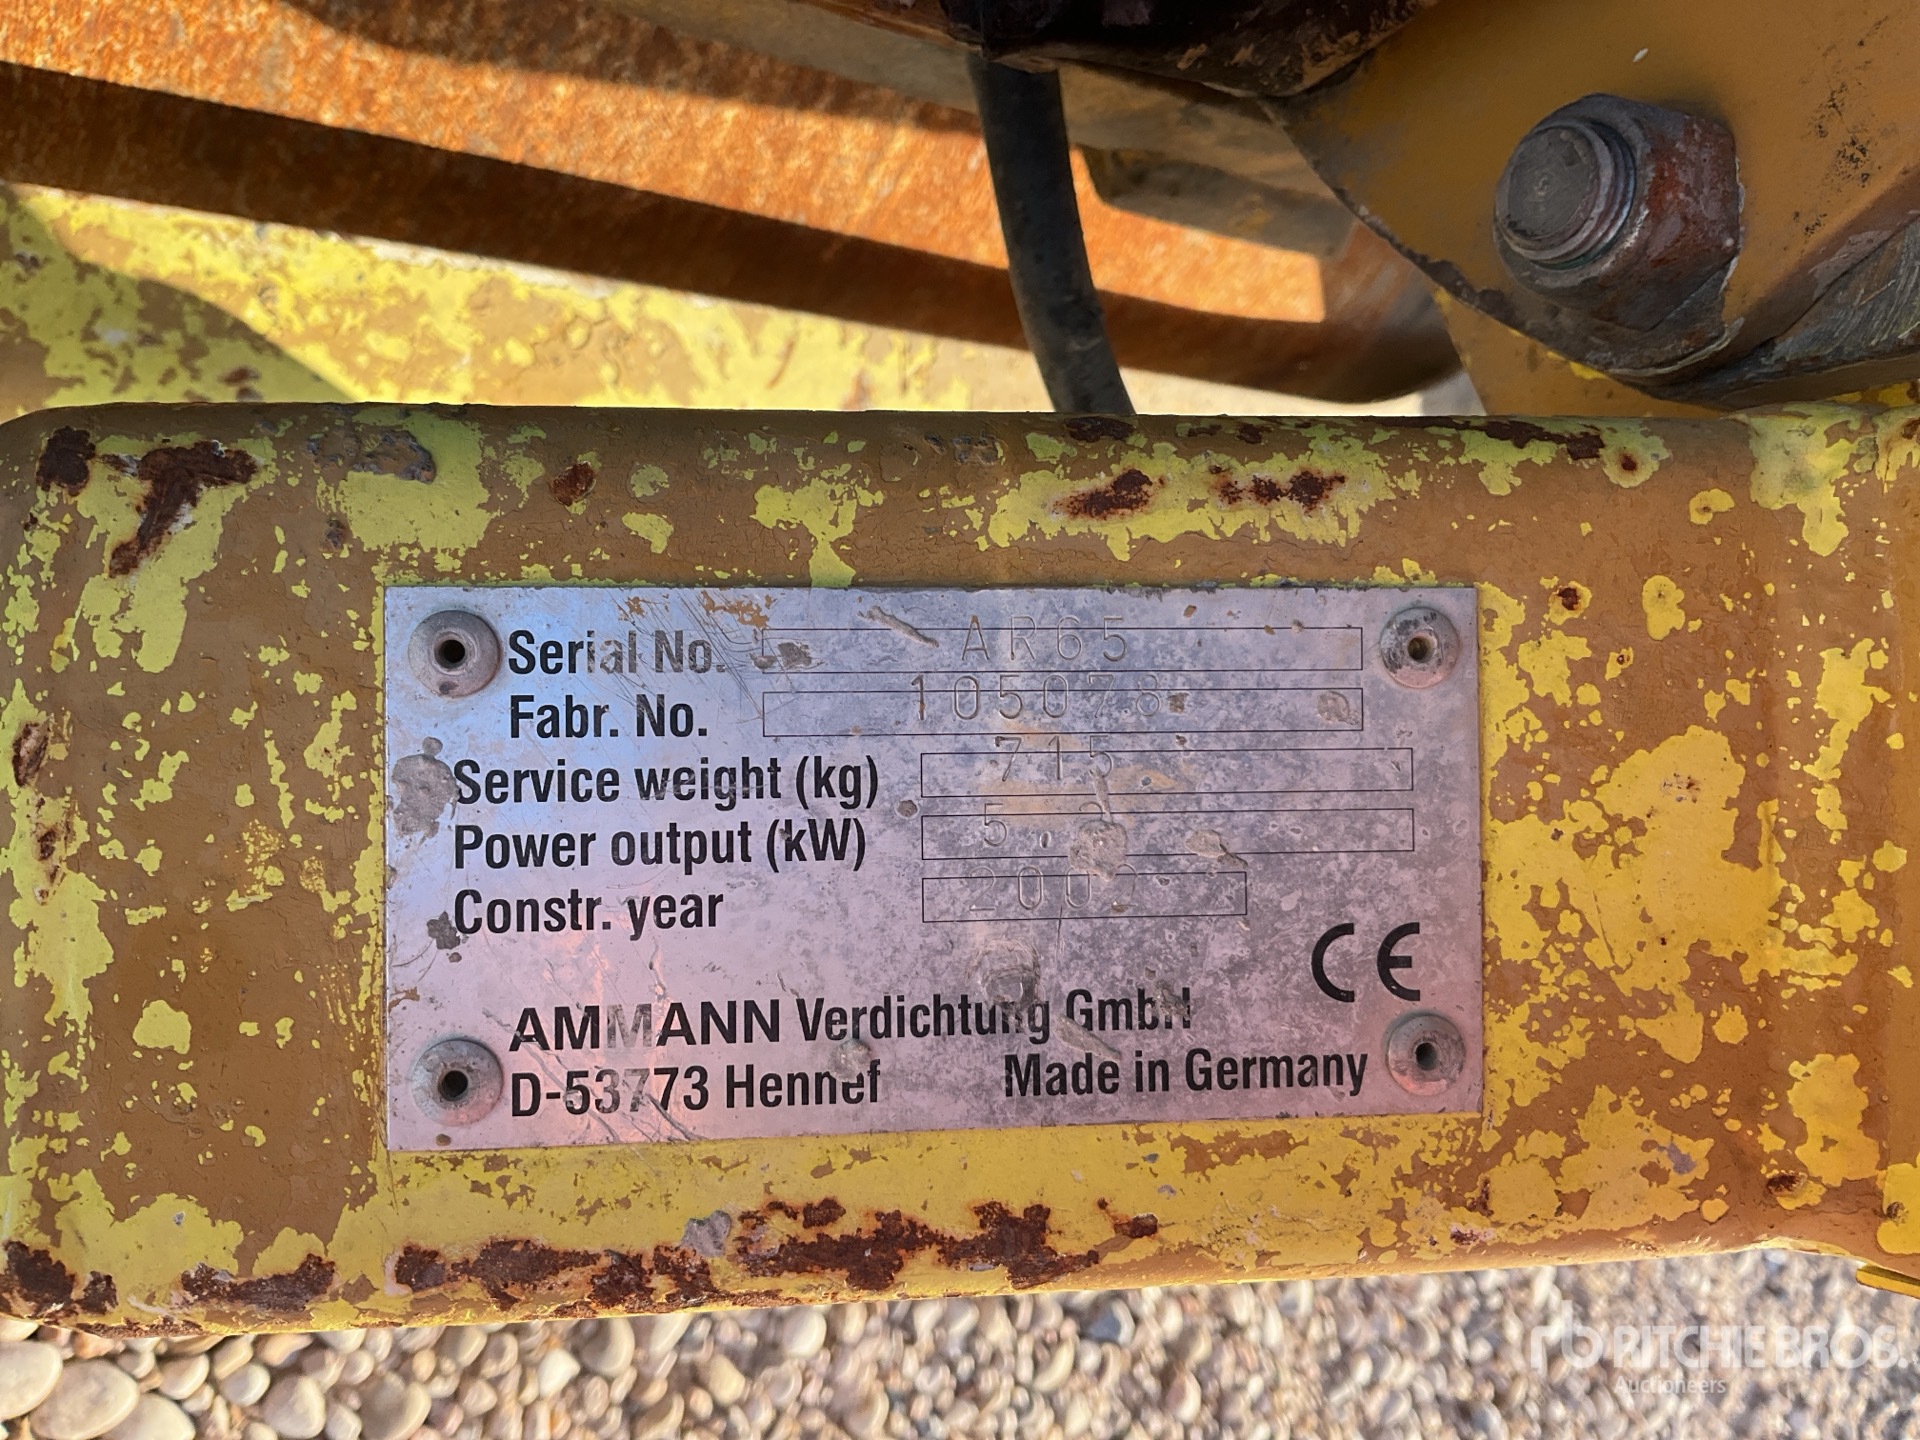 Serial No. AR65
Fabr. No. 105078
Service weight (kg) 715
Power output (kW)
Constr. year
CE
AMMANN Verdichtung GmbH
D-53773 Hennef Made in Germany
RITCHIE BROS.
Auctioneers